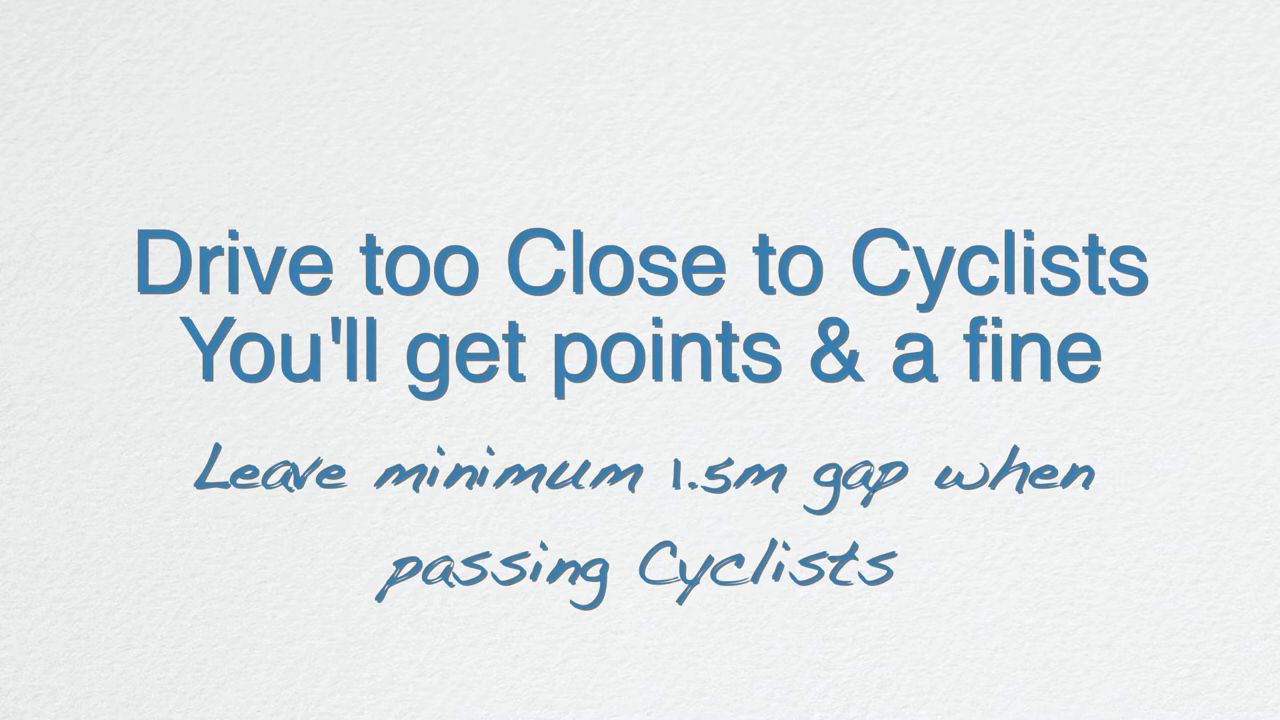 Drive too Close to Cyclists
You'll get points & a fine
Leave minimum 1.5m gap when
passing Cyclists